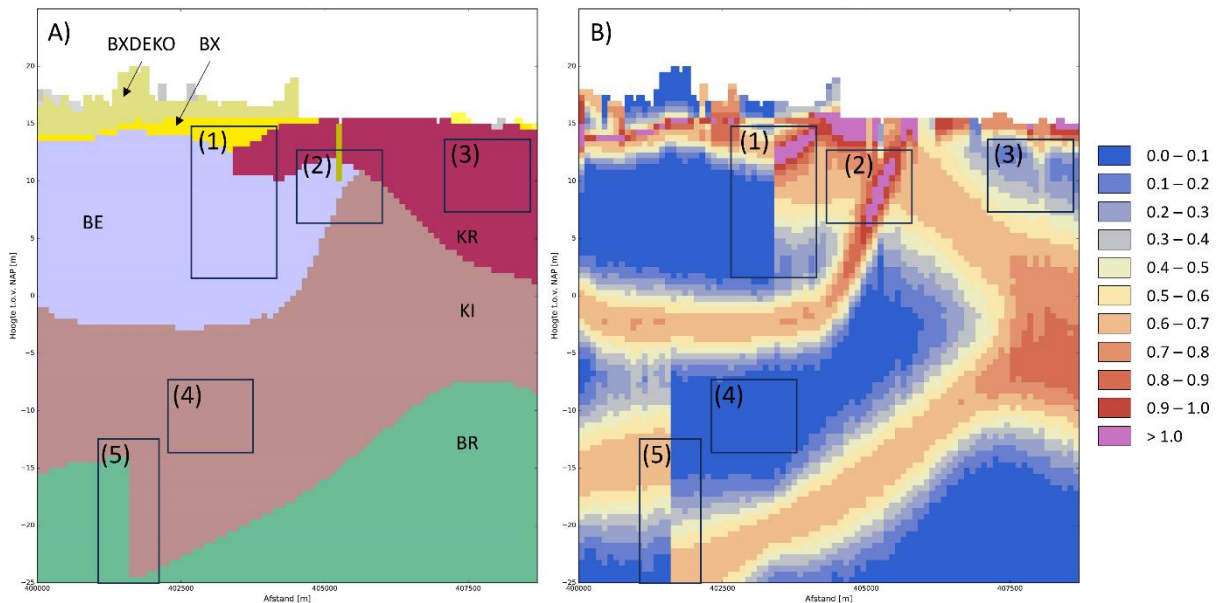 A)
BXDEKO
BX
(1)
(2)
(3)
BE
KR
KI
(4)
BR
(5)
Hoogte t.o.v. NAP [m]
20
15
10
5
0
−5
−10
−15
−20
−25
400000
402500
405000
407500
Afstand [m]
B)
(1)
(2)
(3)
(4)
(5)
Hoogte t.o.v. NAP [m]
20
15
10
5
0
−5
−10
−15
−20
−25
400000
402500
405000
407500
Afstand [m]
0.0 – 0.1
0.1 – 0.2
0.2 – 0.3
0.3 – 0.4
0.4 – 0.5
0.5 – 0.6
0.6 – 0.7
0.7 – 0.8
0.8 – 0.9
0.9 – 1.0
> 1.0